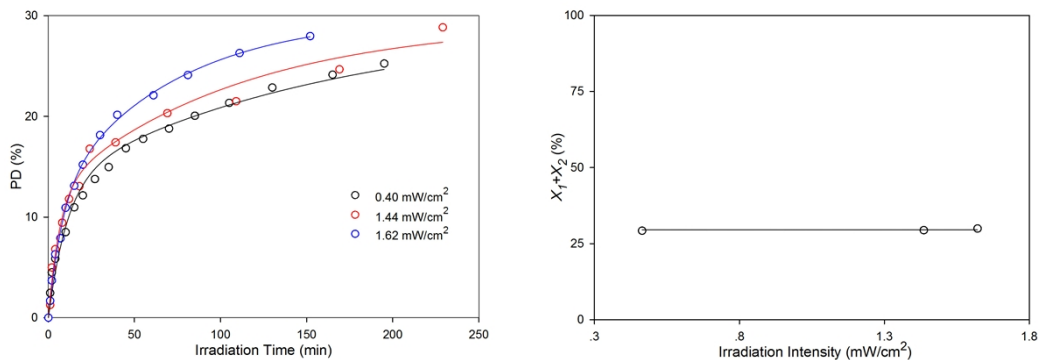 PD (%)
30
20
10
0
0 50 100 150 200 250
Irradiation Time (min)
0.40 mW/cm²
1.44 mW/cm²
1.62 mW/cm²
X₁+X₂ (%)
100
75
50
25
0
.3 .8 1.3 1.8
Irradiation Intensity (mW/cm²)